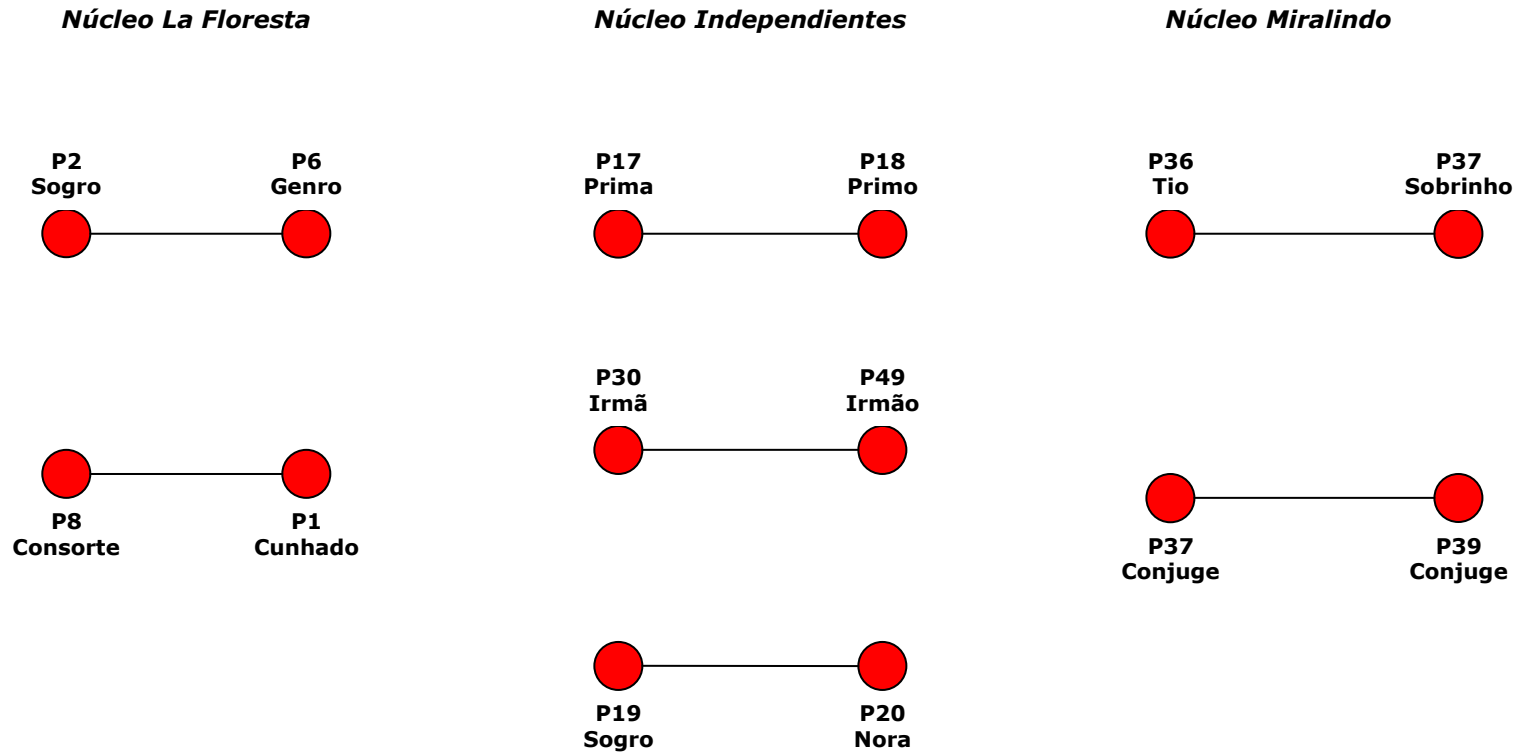 Núcleo La Floresta
Núcleo Independientes
Núcleo Miralindo
P2
Sogro
P6
Genro
P17
Prima
P18
Primo
P36
Tio
P37
Sobrinho
P30
Irmã
P49
Irmão
P8
Consorte
P1
Cunhado
P37
Conjuge
P39
Conjuge
P19
Sogro
P20
Nora